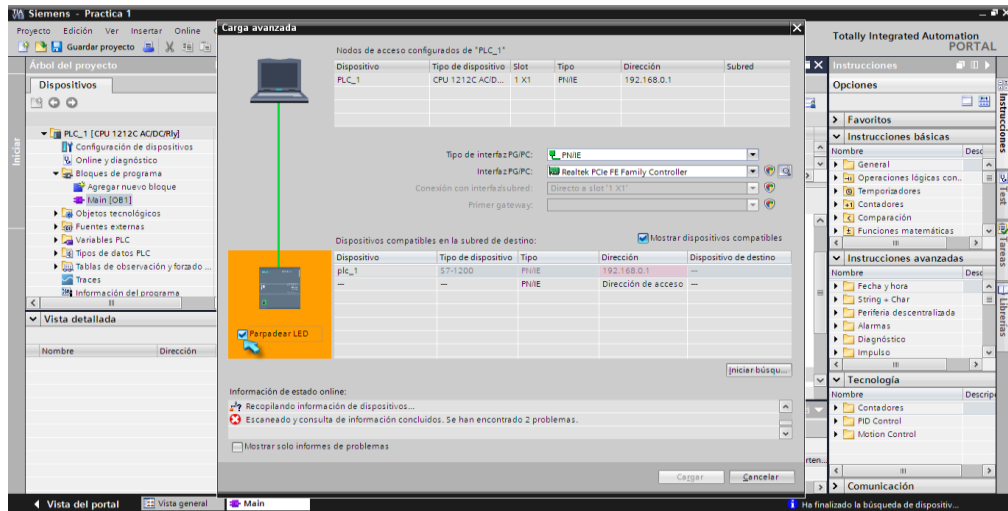 Siemens - Practica 1
Proyecto Edición Ver Insertar Online
Guardar proyecto
Totally Integrated Automation
PORTAL
Árbol del proyecto
Dispositivos
PLC_1 [CPU 1212C AC/DC/Rly]
Configuración de dispositivos
Online y diagnóstico
Bloques de programa
Agregar nuevo bloque
Main [OB1]
Objetos tecnológicos
Fuentes externas
Variables PLC
Tipos de datos PLC
Tablas de observación y forzado ...
Traces
Información del programa
Vista detallada
Nombre Dirección
Iniciar
Carga avanzada
Nodos de acceso configurados de "PLC_1"
Dispositivo Tipo de dispositivo Slot Tipo Dirección Subred
PLC_1 CPU 1212C AC/D... 1 X1 PN/IE 192.168.0.1
Tipo de interfaz PG/PC: PN/IE
Interfaz PG/PC: Realtek PCIe FE Family Controller
Conexión con interfaz/subred: Directo a slot '1 X1'
Primer gateway:
Dispositivos compatibles en la subred de destino: Mostrar dispositivos compatibles
Dispositivo Tipo de dispositivo Tipo Dirección Dispositivo de destino
plc_1 S7-1200 PN/IE 192.168.0.1 —
— — PN/IE Dirección de acceso —
Parpadear LED
Iniciar búsqu...
Información de estado online:
Recopilando información de dispositivos...
Escaneado y consulta de información concluidos. Se han encontrado 2 problemas.
Mostrar solo informes de problemas
Cargar Cancelar
Instrucciones
Opciones
Favoritos
Instrucciones básicas
Nombre Desc
General
Operaciones lógicas con..
Temporizadores
Contadores
Comparación
Funciones matemáticas
Instrucciones avanzadas
Nombre Desc
Fecha y hora
String + Char
Periferia descentralizada
Alarmas
Diagnóstico
Impulso
Tecnología
Nombre Descrip
Contadores
PID Control
Motion Control
Comunicación
Instrucciones
Test
Tareas
Librerías
rten...
Vista del portal Vista general Main
Ha finalizado la búsqueda de dispositiv...